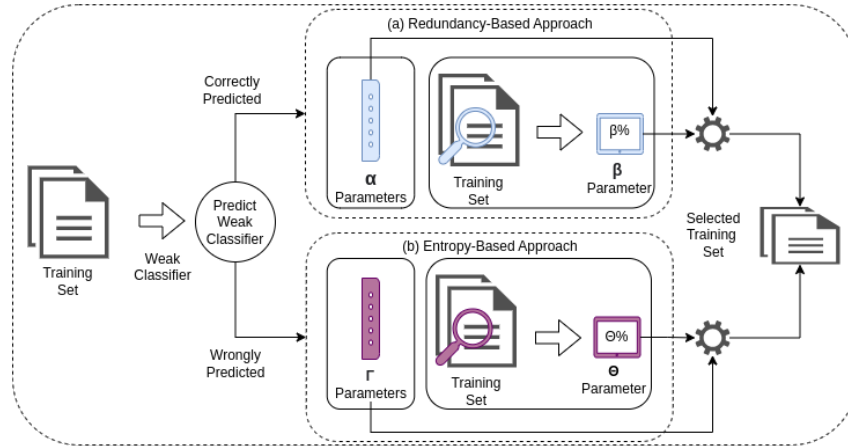 (a) Redundancy-Based Approach
Correctly
Predicted
α
Parameters
Training
Set
β%
β
Parameter
Training
Set
Weak
Classifier
Predict
Weak
Classifier
Selected
Training
Set
(b) Entropy-Based Approach
Wrongly
Predicted
Γ
Parameters
Training
Set
Θ%
Θ
Parameter